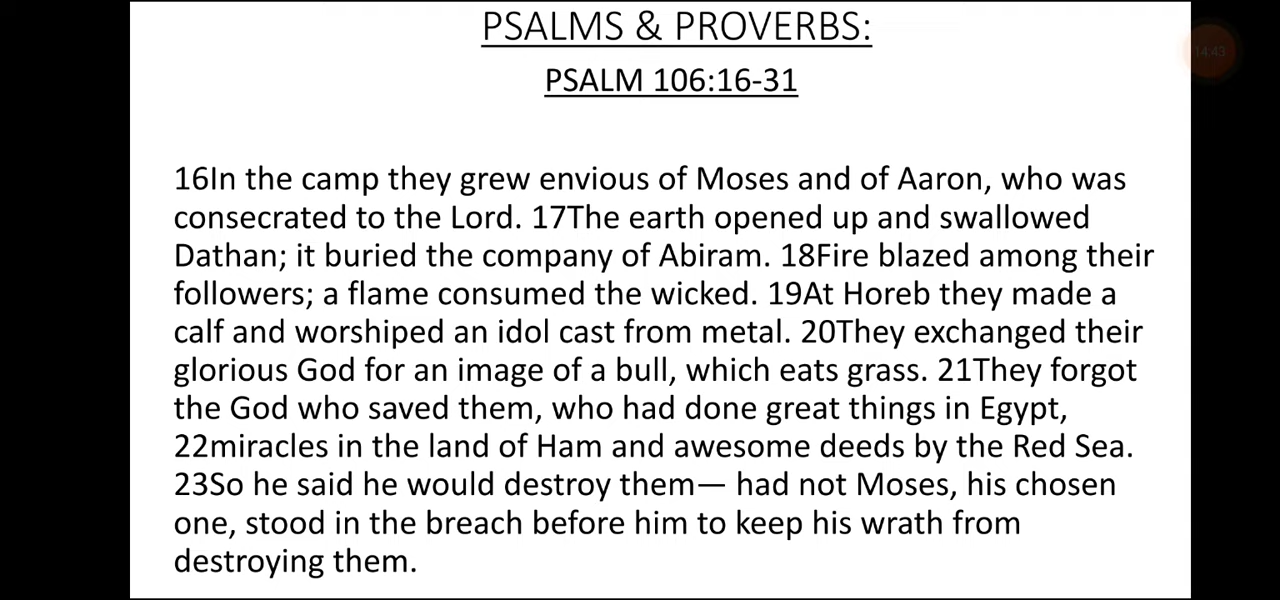 PSALMS & PROVERBS:
14:43
PSALM 106:16-31
16In the camp they grew envious of Moses and of Aaron, who was
consecrated to the Lord. 17The earth opened up and swallowed
Dathan; it buried the company of Abiram. 18Fire blazed among their
followers; a flame consumed the wicked. 19At Horeb they made a
calf and worshiped an idol cast from metal. 20They exchanged their
glorious God for an image of a bull, which eats grass. 21They forgot
the God who saved them, who had done great things in Egypt,
22miracles in the land of Ham and awesome deeds by the Red Sea.
23So he said he would destroy them— had not Moses, his chosen
one, stood in the breach before him to keep his wrath from
destroying them.